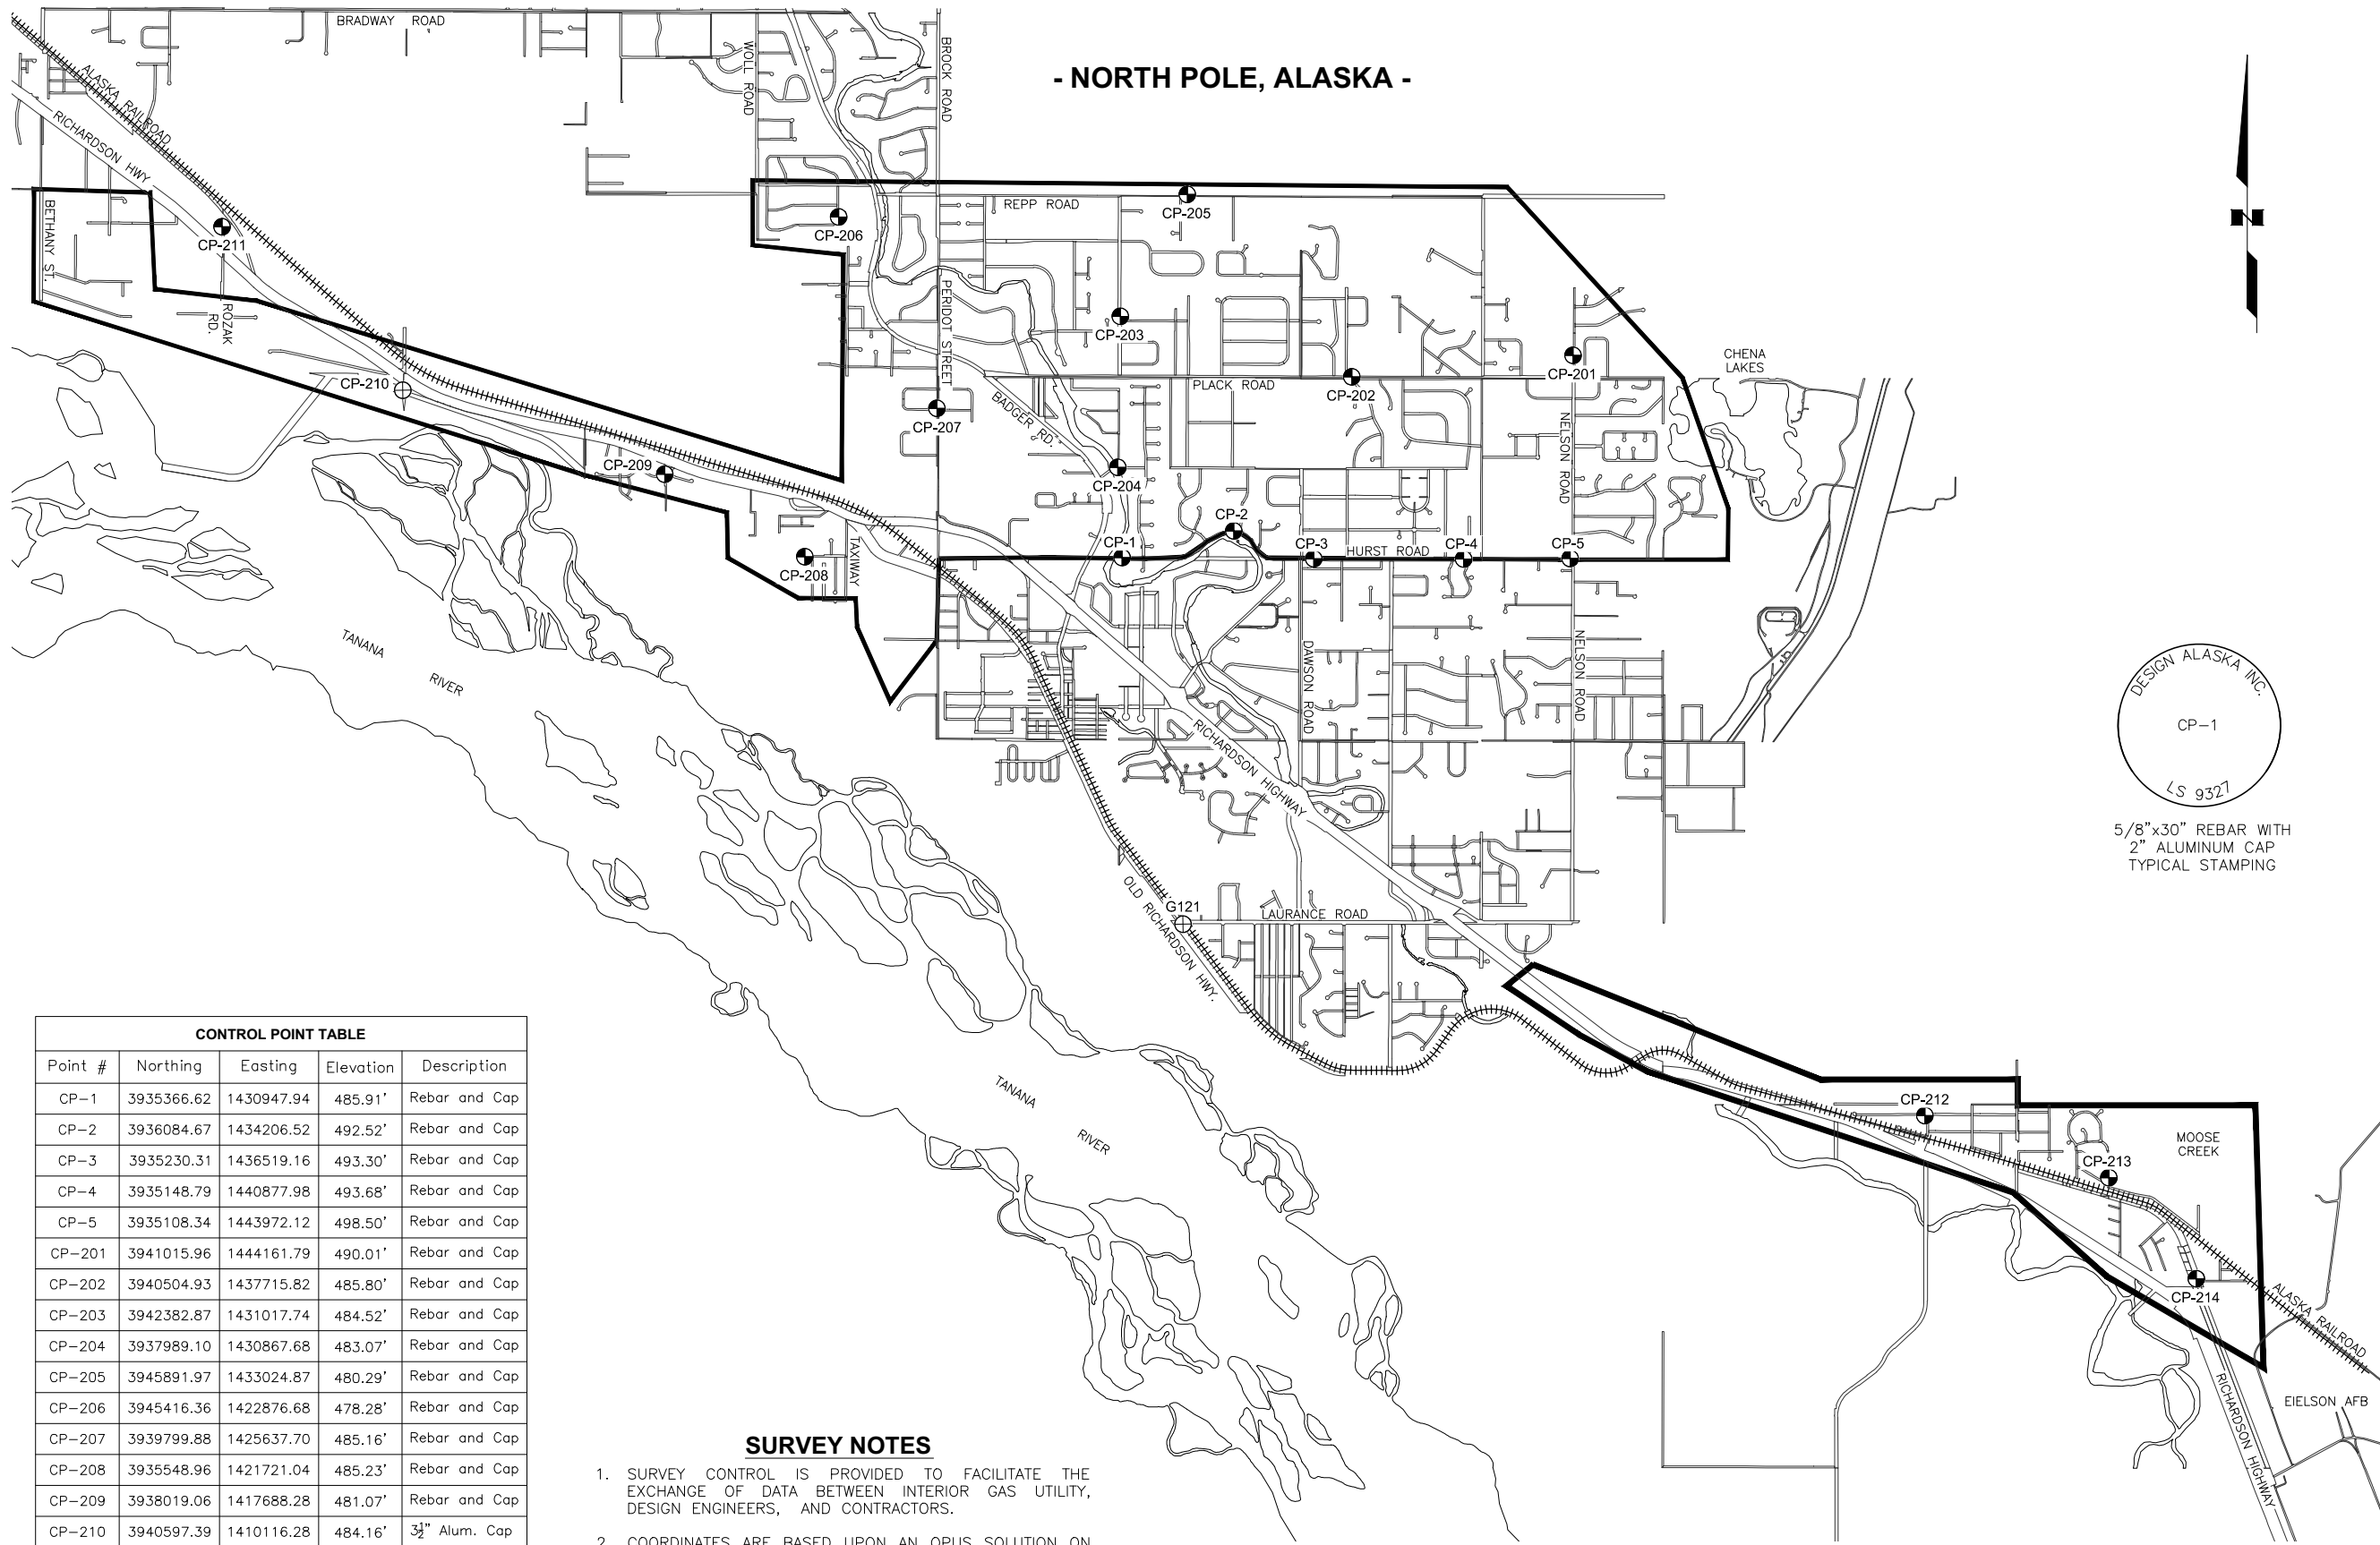 BRADWAY ROAD
WOLL ROAD
BROCK ROAD
- NORTH POLE, ALASKA -
ALASKA RAILROAD
RICHARDSON HWY
BETHANY ST.
CP-211
ROZAK
RD.
CP-206
REPP ROAD
CP-205
PERIDOT STREET
CP-203
CP-210
CP-207
BADGER RD.
PLACK ROAD
CP-202
CP-201
CHENA
LAKES
NELSON ROAD
CP-209
CP-204
CP-2
CP-1
CP-3
HURST ROAD
CP-4
CP-5
CP-208
TAXIWAY
TANANA
RIVER
DAWSON ROAD
NELSON ROAD
RICHARDSON HIGHWAY
DESIGN ALASKA INC.
CP-1
LS 9327
5/8"x30" REBAR WITH
2" ALUMINUM CAP
TYPICAL STAMPING
G121
LAURANCE ROAD
OLD RICHARDSON HWY.
TANANA
RIVER
CP-212
CP-213
MOOSE
CREEK
CP-214
ALASKA RAILROAD
RICHARDSON HIGHWAY
EIELSON AFB
CONTROL POINT TABLE
Point # Northing Easting Elevation Description
CP-1 3935366.62 1430947.94 485.91' Rebar and Cap
CP-2 3936084.67 1434206.52 492.52' Rebar and Cap
CP-3 3935230.31 1436519.16 493.30' Rebar and Cap
CP-4 3935148.79 1440877.98 493.68' Rebar and Cap
CP-5 3935108.34 1443972.12 498.50' Rebar and Cap
CP-201 3941015.96 1444161.79 490.01' Rebar and Cap
CP-202 3940504.93 1437715.82 485.80' Rebar and Cap
CP-203 3942382.87 1431017.74 484.52' Rebar and Cap
CP-204 3937989.10 1430867.68 483.07' Rebar and Cap
CP-205 3945891.97 1433024.87 480.29' Rebar and Cap
CP-206 3945416.36 1422876.68 478.28' Rebar and Cap
CP-207 3939799.88 1425637.70 485.16' Rebar and Cap
CP-208 3935548.96 1421721.04 485.23' Rebar and Cap
CP-209 3938019.06 1417688.28 481.07' Rebar and Cap
CP-210 3940597.39 1410116.28 484.16' 3½" Alum. Cap
SURVEY NOTES
1. SURVEY CONTROL IS PROVIDED TO FACILITATE THE
EXCHANGE OF DATA BETWEEN INTERIOR GAS UTILITY,
DESIGN ENGINEERS, AND CONTRACTORS.
2. COORDINATES ARE BASED UPON AN OPUS SOLUTION ON